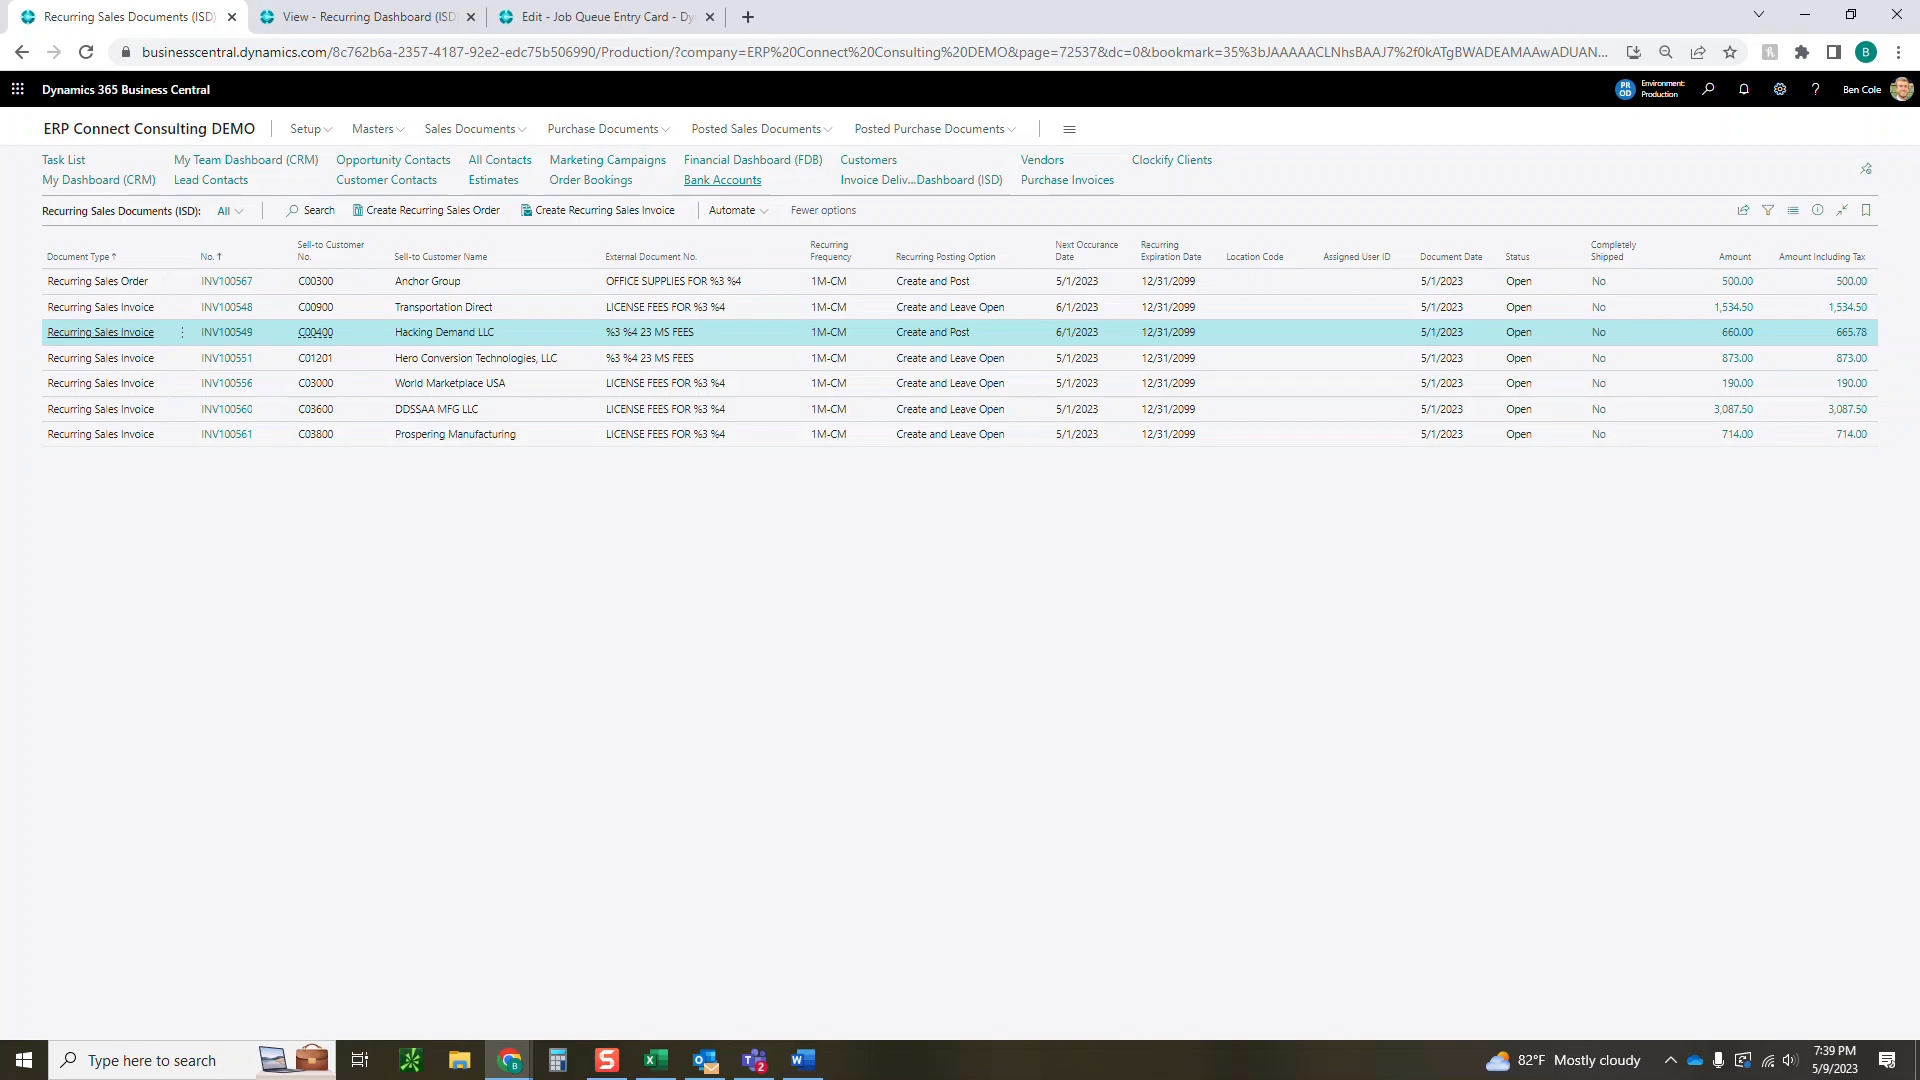 Recurring Sales Documents (ISD)
View - Recurring Dashboard (ISD)
Edit - Job Queue Entry Card - Dy
businesscentral.dynamics.com/8c762b6a-2357-4187-92e2-edc75b506990/Production/?company=ERP%20Connect%20Consulting%20DEMO&page=72537&dc=0&bookmark=35%3bJAAAAACLNhsBAAJ7%2f0kATgBWADEAMAAwADUAN...
B
Dynamics 365 Business Central
PR OD
Environment:
Production
Ben Cole
ERP Connect Consulting DEMO
Setup Masters Sales Documents Purchase Documents Posted Sales Documents Posted Purchase Documents
Task List My Team Dashboard (CRM) Opportunity Contacts All Contacts Marketing Campaigns Financial Dashboard (FDB) Customers Vendors Clockify Clients
My Dashboard (CRM) Lead Contacts Customer Contacts Estimates Order Bookings Bank Accounts Invoice Deliv...Dashboard (ISD) Purchase Invoices
Recurring Sales Documents (ISD): All Search Create Recurring Sales Order Create Recurring Sales Invoice Automate Fewer options
Document Type ↑ No. ↑ Sell-to Customer No. Sell-to Customer Name External Document No. Recurring Frequency Recurring Posting Option Next Occurance Date Recurring Expiration Date Location Code Assigned User ID Document Date Status Completely Shipped Amount Amount Including Tax
Recurring Sales Order INV100567 C00300 Anchor Group OFFICE SUPPLIES FOR %3 %4 1M-CM Create and Post 5/1/2023 12/31/2099 5/1/2023 Open No 500.00 500.00
Recurring Sales Invoice INV100548 C00900 Transportation Direct LICENSE FEES FOR %3 %4 1M-CM Create and Leave Open 6/1/2023 12/31/2099 5/1/2023 Open No 1,534.50 1,534.50
Recurring Sales Invoice INV100549 C00400 Hacking Demand LLC %3 %4 23 MS FEES 1M-CM Create and Post 6/1/2023 12/31/2099 5/1/2023 Open No 660.00 665.78
Recurring Sales Invoice INV100551 C01201 Hero Conversion Technologies, LLC %3 %4 23 MS FEES 1M-CM Create and Leave Open 5/1/2023 12/31/2099 5/1/2023 Open No 873.00 873.00
Recurring Sales Invoice INV100556 C03000 World Marketplace USA LICENSE FEES FOR %3 %4 1M-CM Create and Leave Open 5/1/2023 12/31/2099 5/1/2023 Open No 190.00 190.00
Recurring Sales Invoice INV100560 C03600 DDSSAA MFG LLC LICENSE FEES FOR %3 %4 1M-CM Create and Leave Open 5/1/2023 12/31/2099 5/1/2023 Open No 3,087.50 3,087.50
Recurring Sales Invoice INV100561 C03800 Prospering Manufacturing LICENSE FEES FOR %3 %4 1M-CM Create and Leave Open 5/1/2023 12/31/2099 5/1/2023 Open No 714.00 714.00
Type here to search
82°F Mostly cloudy
7:39 PM
5/9/2023